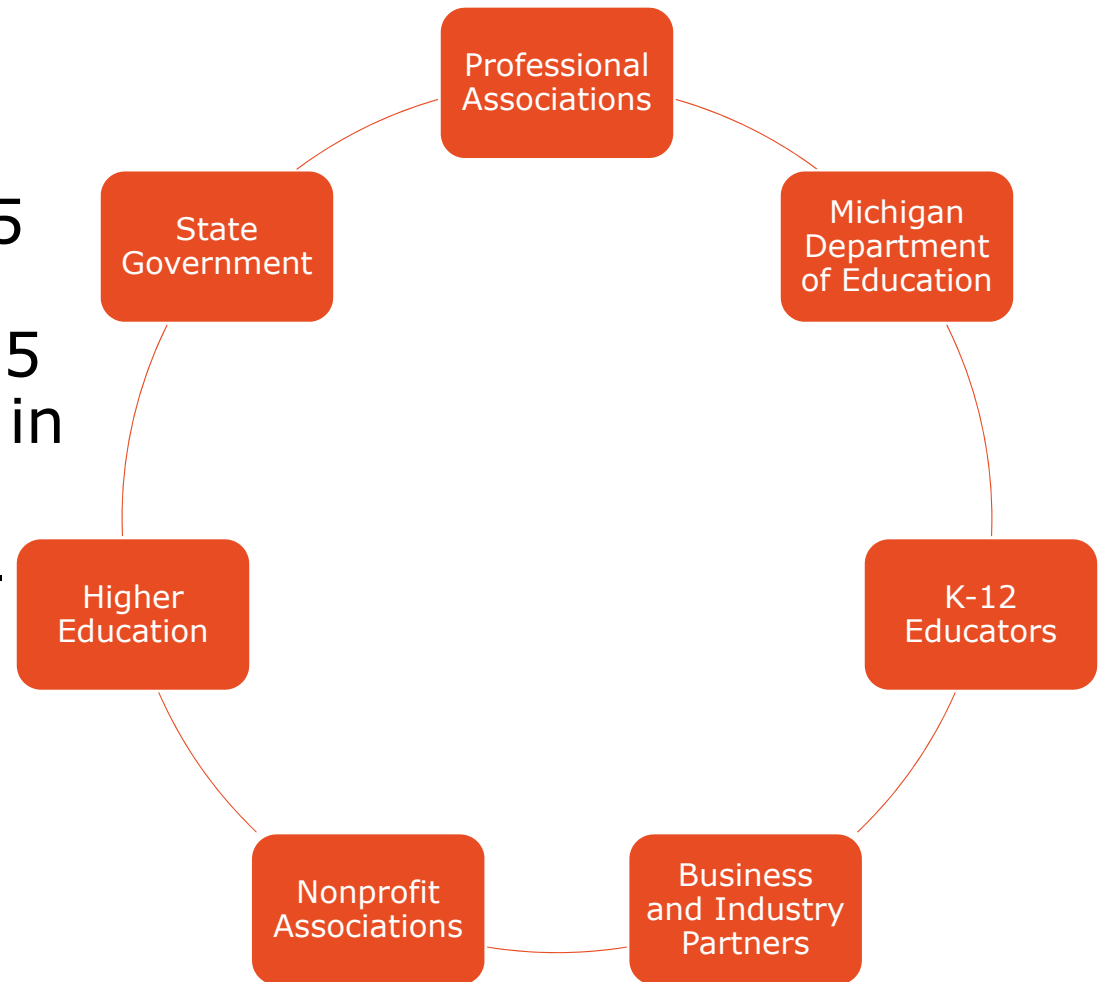 5
5
in
Professional
Associations
Michigan
Department
of Education
K-12
Educators
Business
and Industry
Partners
Nonprofit
Associations
Higher
Education
State
Government